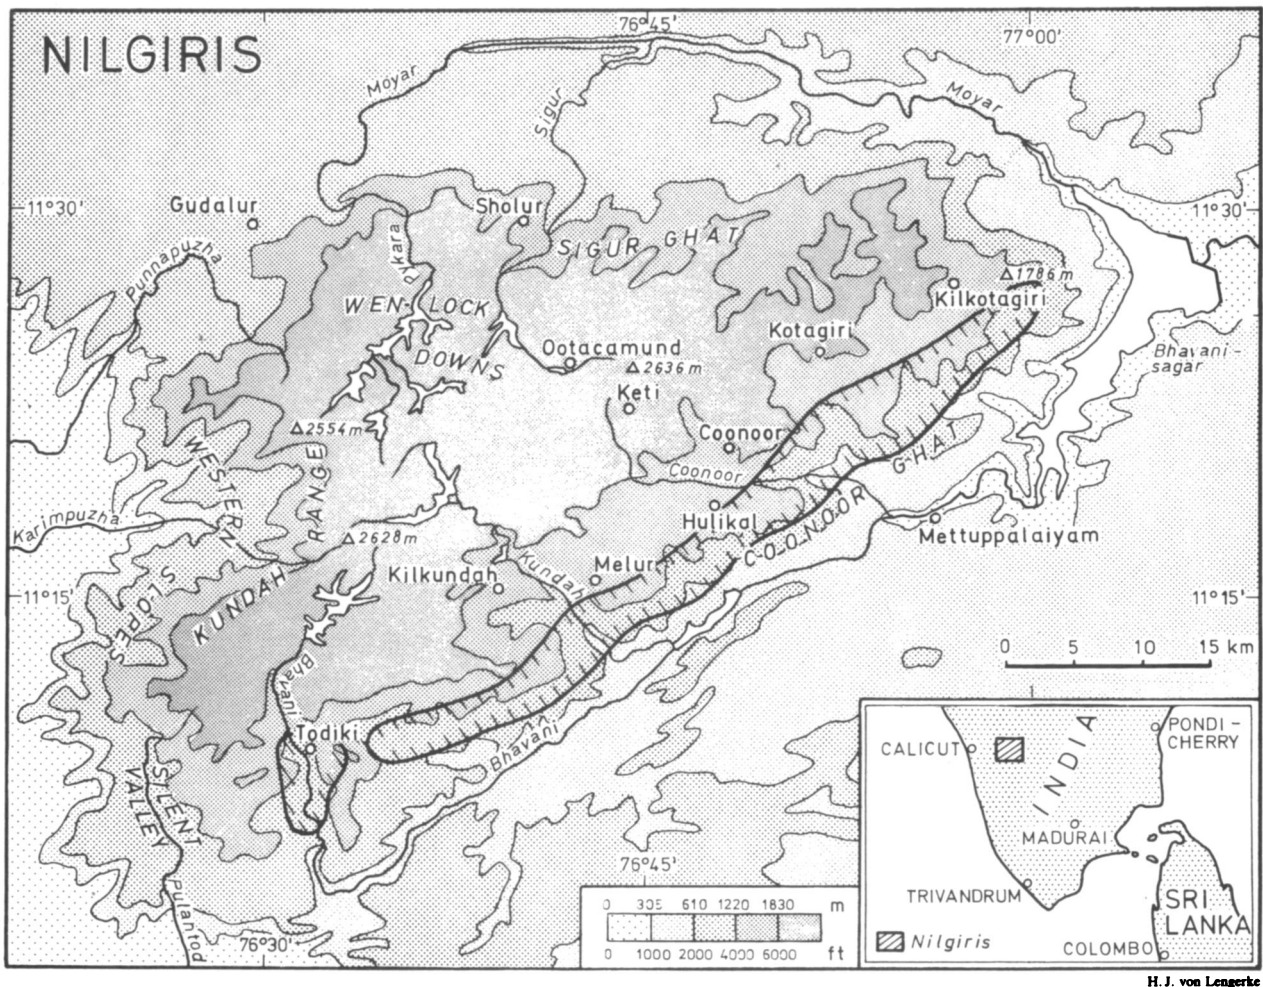 NILGIRIS
76°45'
77°00'
Moyar
Sigur
Moyar
11°30'
Gudalur
Sholur
11°30'
Punnapuzha
Pykara
SIGUR GHAT
△1786 m
Kilkotagiri
WEN-LOCK
DOWNS
Kotagiri
Ootacamund
△2636 m
Bhavani-
sagar
Keti
△2554 m
Coonoor
Coonoor
GHAT
WESTERN
SLOPES
RANGE
KUNDAH
Karimpuzha
△2628 m
Hulikal
COONOOR
Mettuppalaiyam
Kilkundah
Kundah
Melur
11°15'
11°15'
0 5 10 15 km
Bhavani
Todiki
Bhavani
SILENT
VALLEY
Pulantod
76°30'
76°45'
0 305 610 1220 1830 m
0 1000 2000 4000 6000 ft
CALICUT
PONDI-
CHERRY
INDIA
MADURAI
TRIVANDRUM
SRI
LANKA
COLOMBO
Nilgiris
H. J. von Lengerke